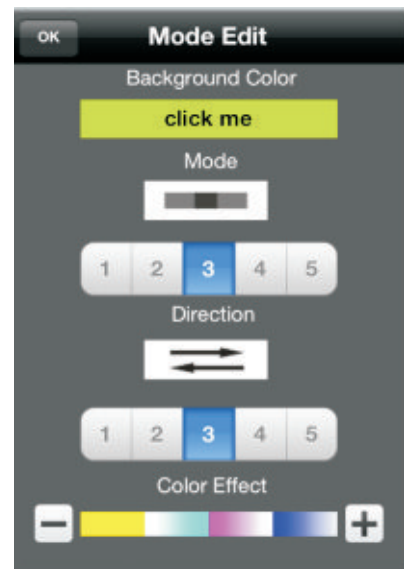 OK Mode Edit
Background Color
click me
Mode
1 2 3 4 5
Direction
1 2 3 4 5
Color Effect